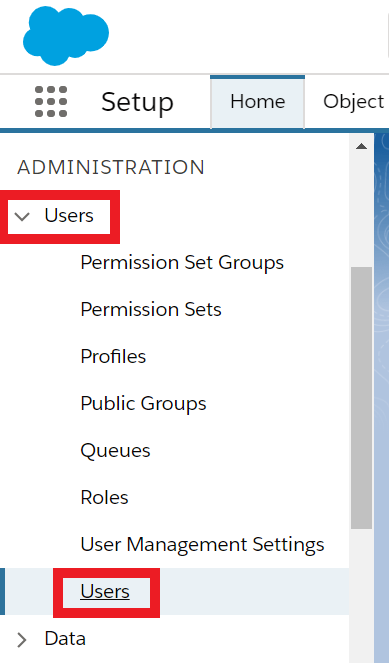 Setup Home Object
ADMINISTRATION
Users
Permission Set Groups
Permission Sets
Profiles
Public Groups
Queues
Roles
User Management Settings
Users
Data